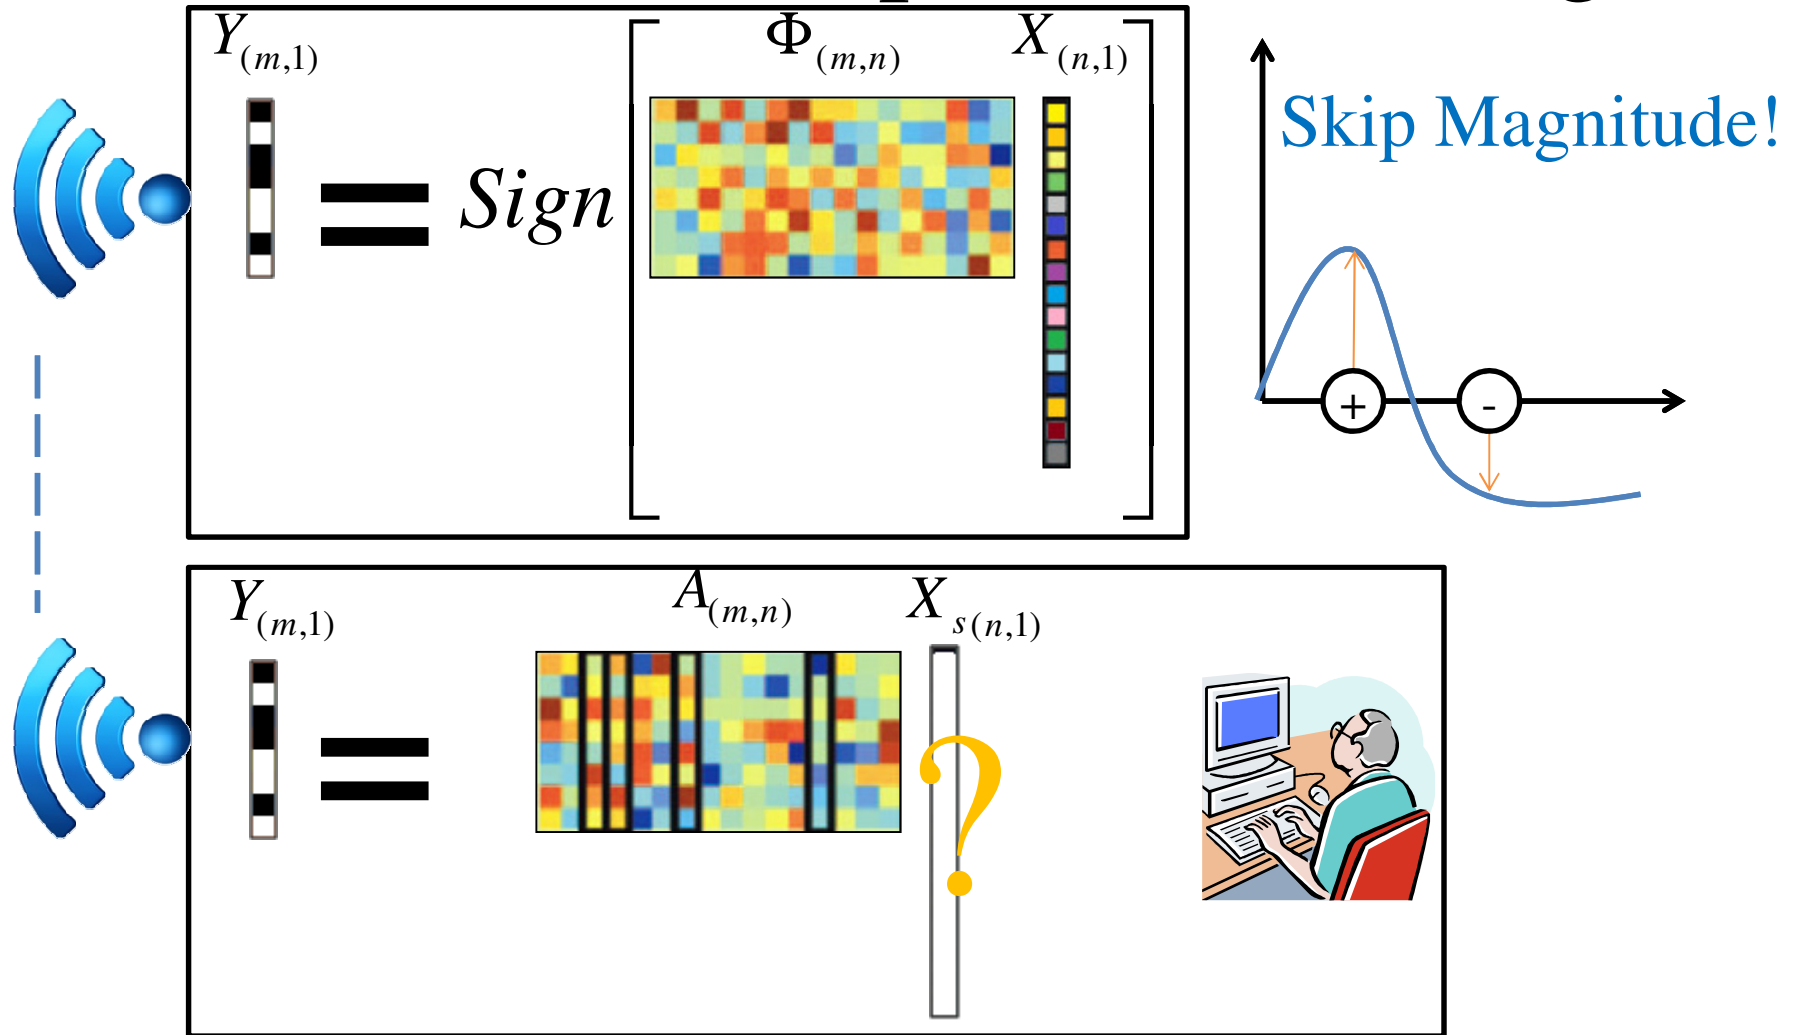 Y(m,1)
Φ(m,n)
X(n,1)
= Sign
Skip Magnitude!
+
-
Y(m,1)
A(m,n)
Xs(n,1)
=
?